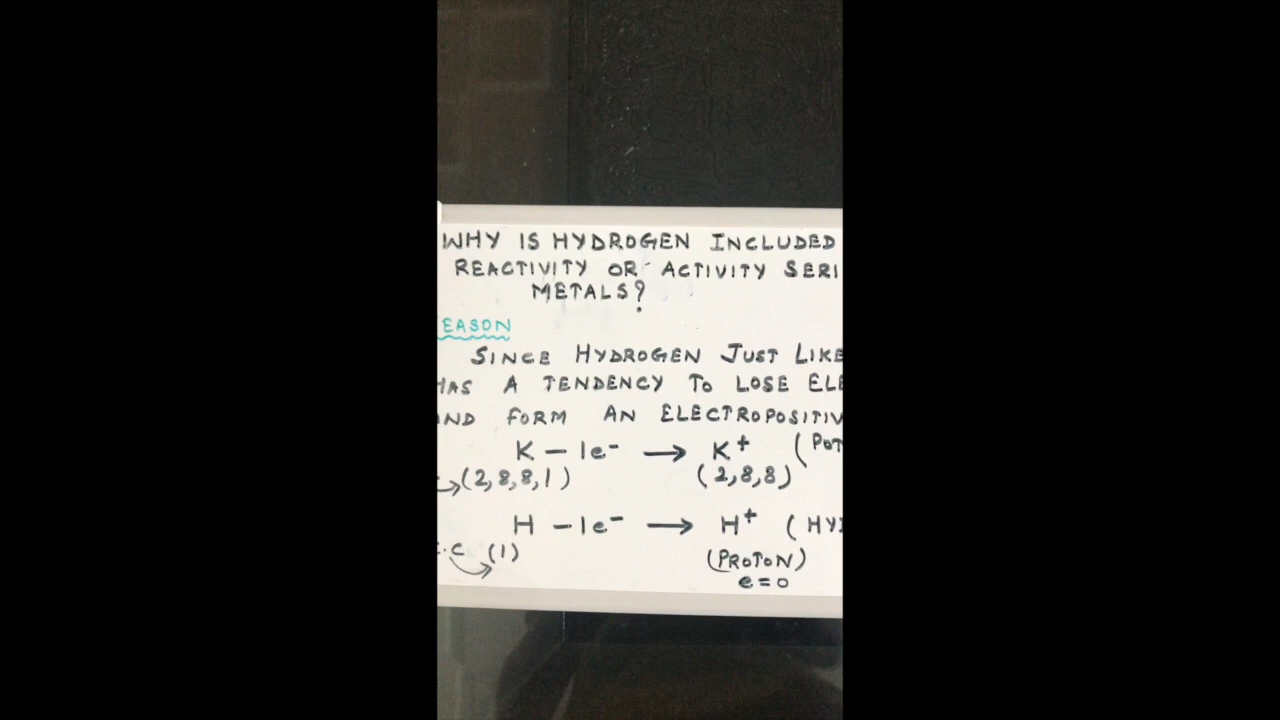 WHY IS HYDROGEN INCLUDED
REACTIVITY OR ACTIVITY SERI
METALS?
EASON
SINCE HYDROGEN JUST LIKE
HAS A TENDENCY TO LOSE ELE
AND FORM AN ELECTROPOSITIV
K – 1e⁻ → K⁺ (POT
(2,8,8,1) (2,8,8)
H – 1e⁻ → H⁺ (HYD
E.C (1) (PROTON)
e=0